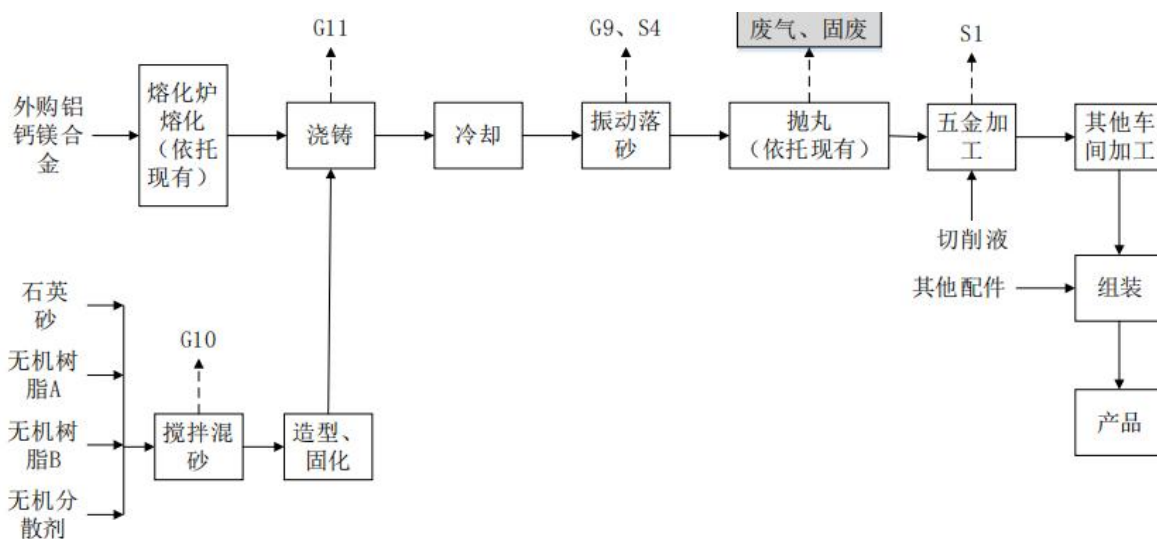 G11
G9、S4
废气、固废
S1
外购铝
钙镁合
金
熔化炉
熔化
（依托
现有）
浇铸
冷却
振动落
砂
抛丸
（依托现有）
五金加
工
其他车
间加工
切削液
其他配件
组装
石英
砂
G10
无机树
脂A
无机树
脂B
搅拌混
砂
造型、
固化
产品
无机分
散剂